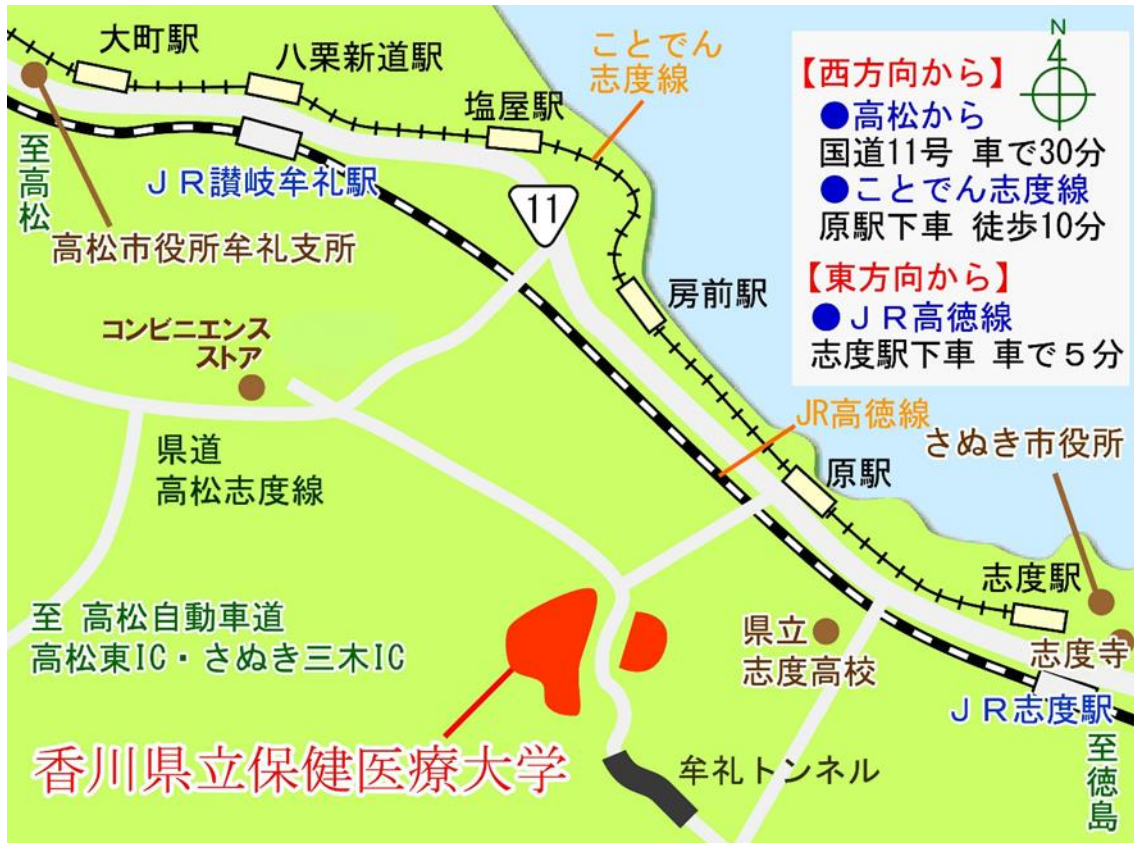 大町駅
八栗新道駅
塩屋駅
ことでん
志度線
N
【西方向から】
●高松から
国道11号 車で30分
●ことでん志度線
原駅下車 徒歩10分
【東方向から】
●ＪＲ高徳線
志度駅下車 車で５分
至高松
ＪＲ讃岐牟礼駅
11
高松市役所牟礼支所
房前駅
コンビニエンス
ストア
JR高徳線
さぬき市役所
県道
高松志度線
原駅
志度駅
至 高松自動車道
高松東IC・さぬき三木IC
県立
志度高校
志度寺
ＪＲ志度駅
香川県立保健医療大学
牟礼トンネル
至徳島